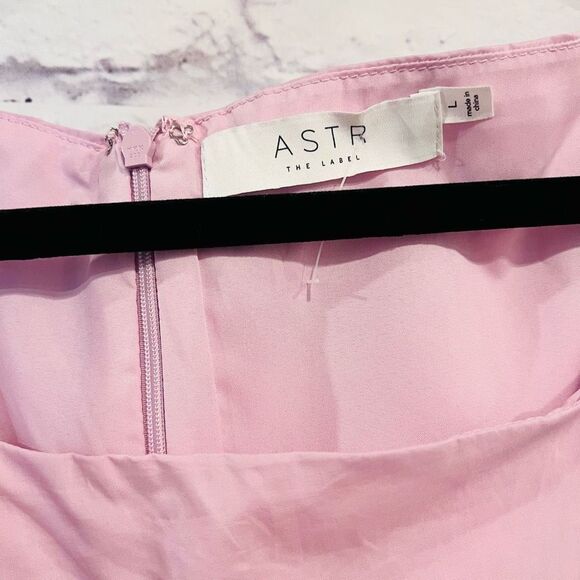 ASTR
THE LABEL
L
made in
china